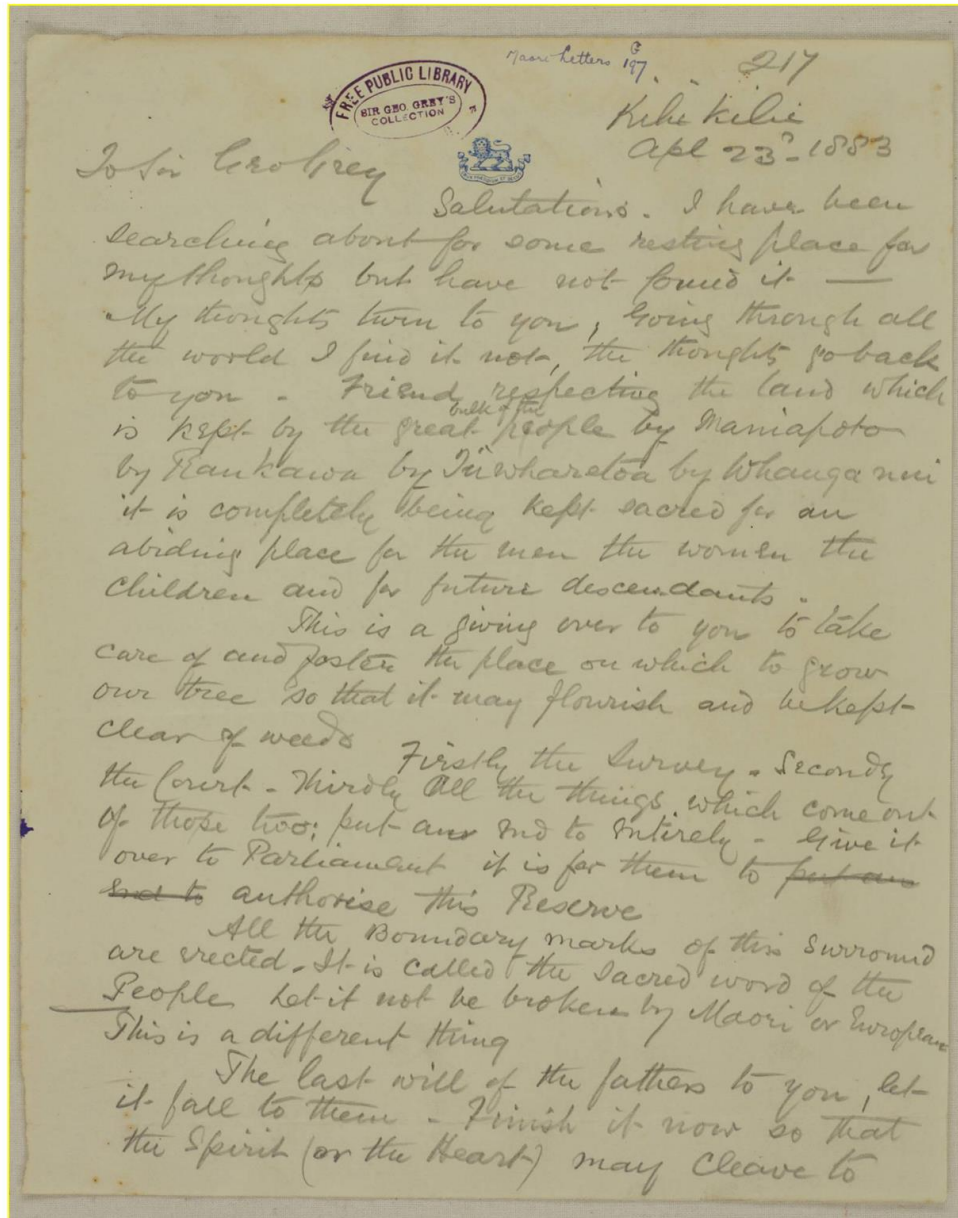 Maori Letters G 197
217
FREE PUBLIC LIBRARY
SIR GEO. GREY'S
COLLECTION
Kihi Kihi
Apl 23d - 1883
To Sir Geo Grey
Salutations. I have been
searching about for some resting place for
my thoughts but have not found it —
My thoughts turn to you, Going through all
the world I find it not, the thoughts go back
to you - Friend respecting the land which
is kept by the great bulk of the people by Maniapoto
by Raukawa by Tuwharetoa by Whanganui
it is completely being kept sacred for an
abiding place for the men the women the
children and for future descendants.
This is a giving over to you to take
care of and foster the place on which to grow
our tree so that it may flourish and be kept
clear of weeds Firstly the Survey - Secondly
the Court - Thirdly All the things which come out
of those two; put an end to entirely - Give it
over to Parliament it is for them to put an
end to authorise this Reserve
All the Boundary marks of this surround
are erected - It is called the sacred word of the
People Let it not be broken by Maori or European
This is a different thing
The last will of the fathers to you, let
it fall to them - Finish it now so that
the Spirit (or the Heart) may cleave to